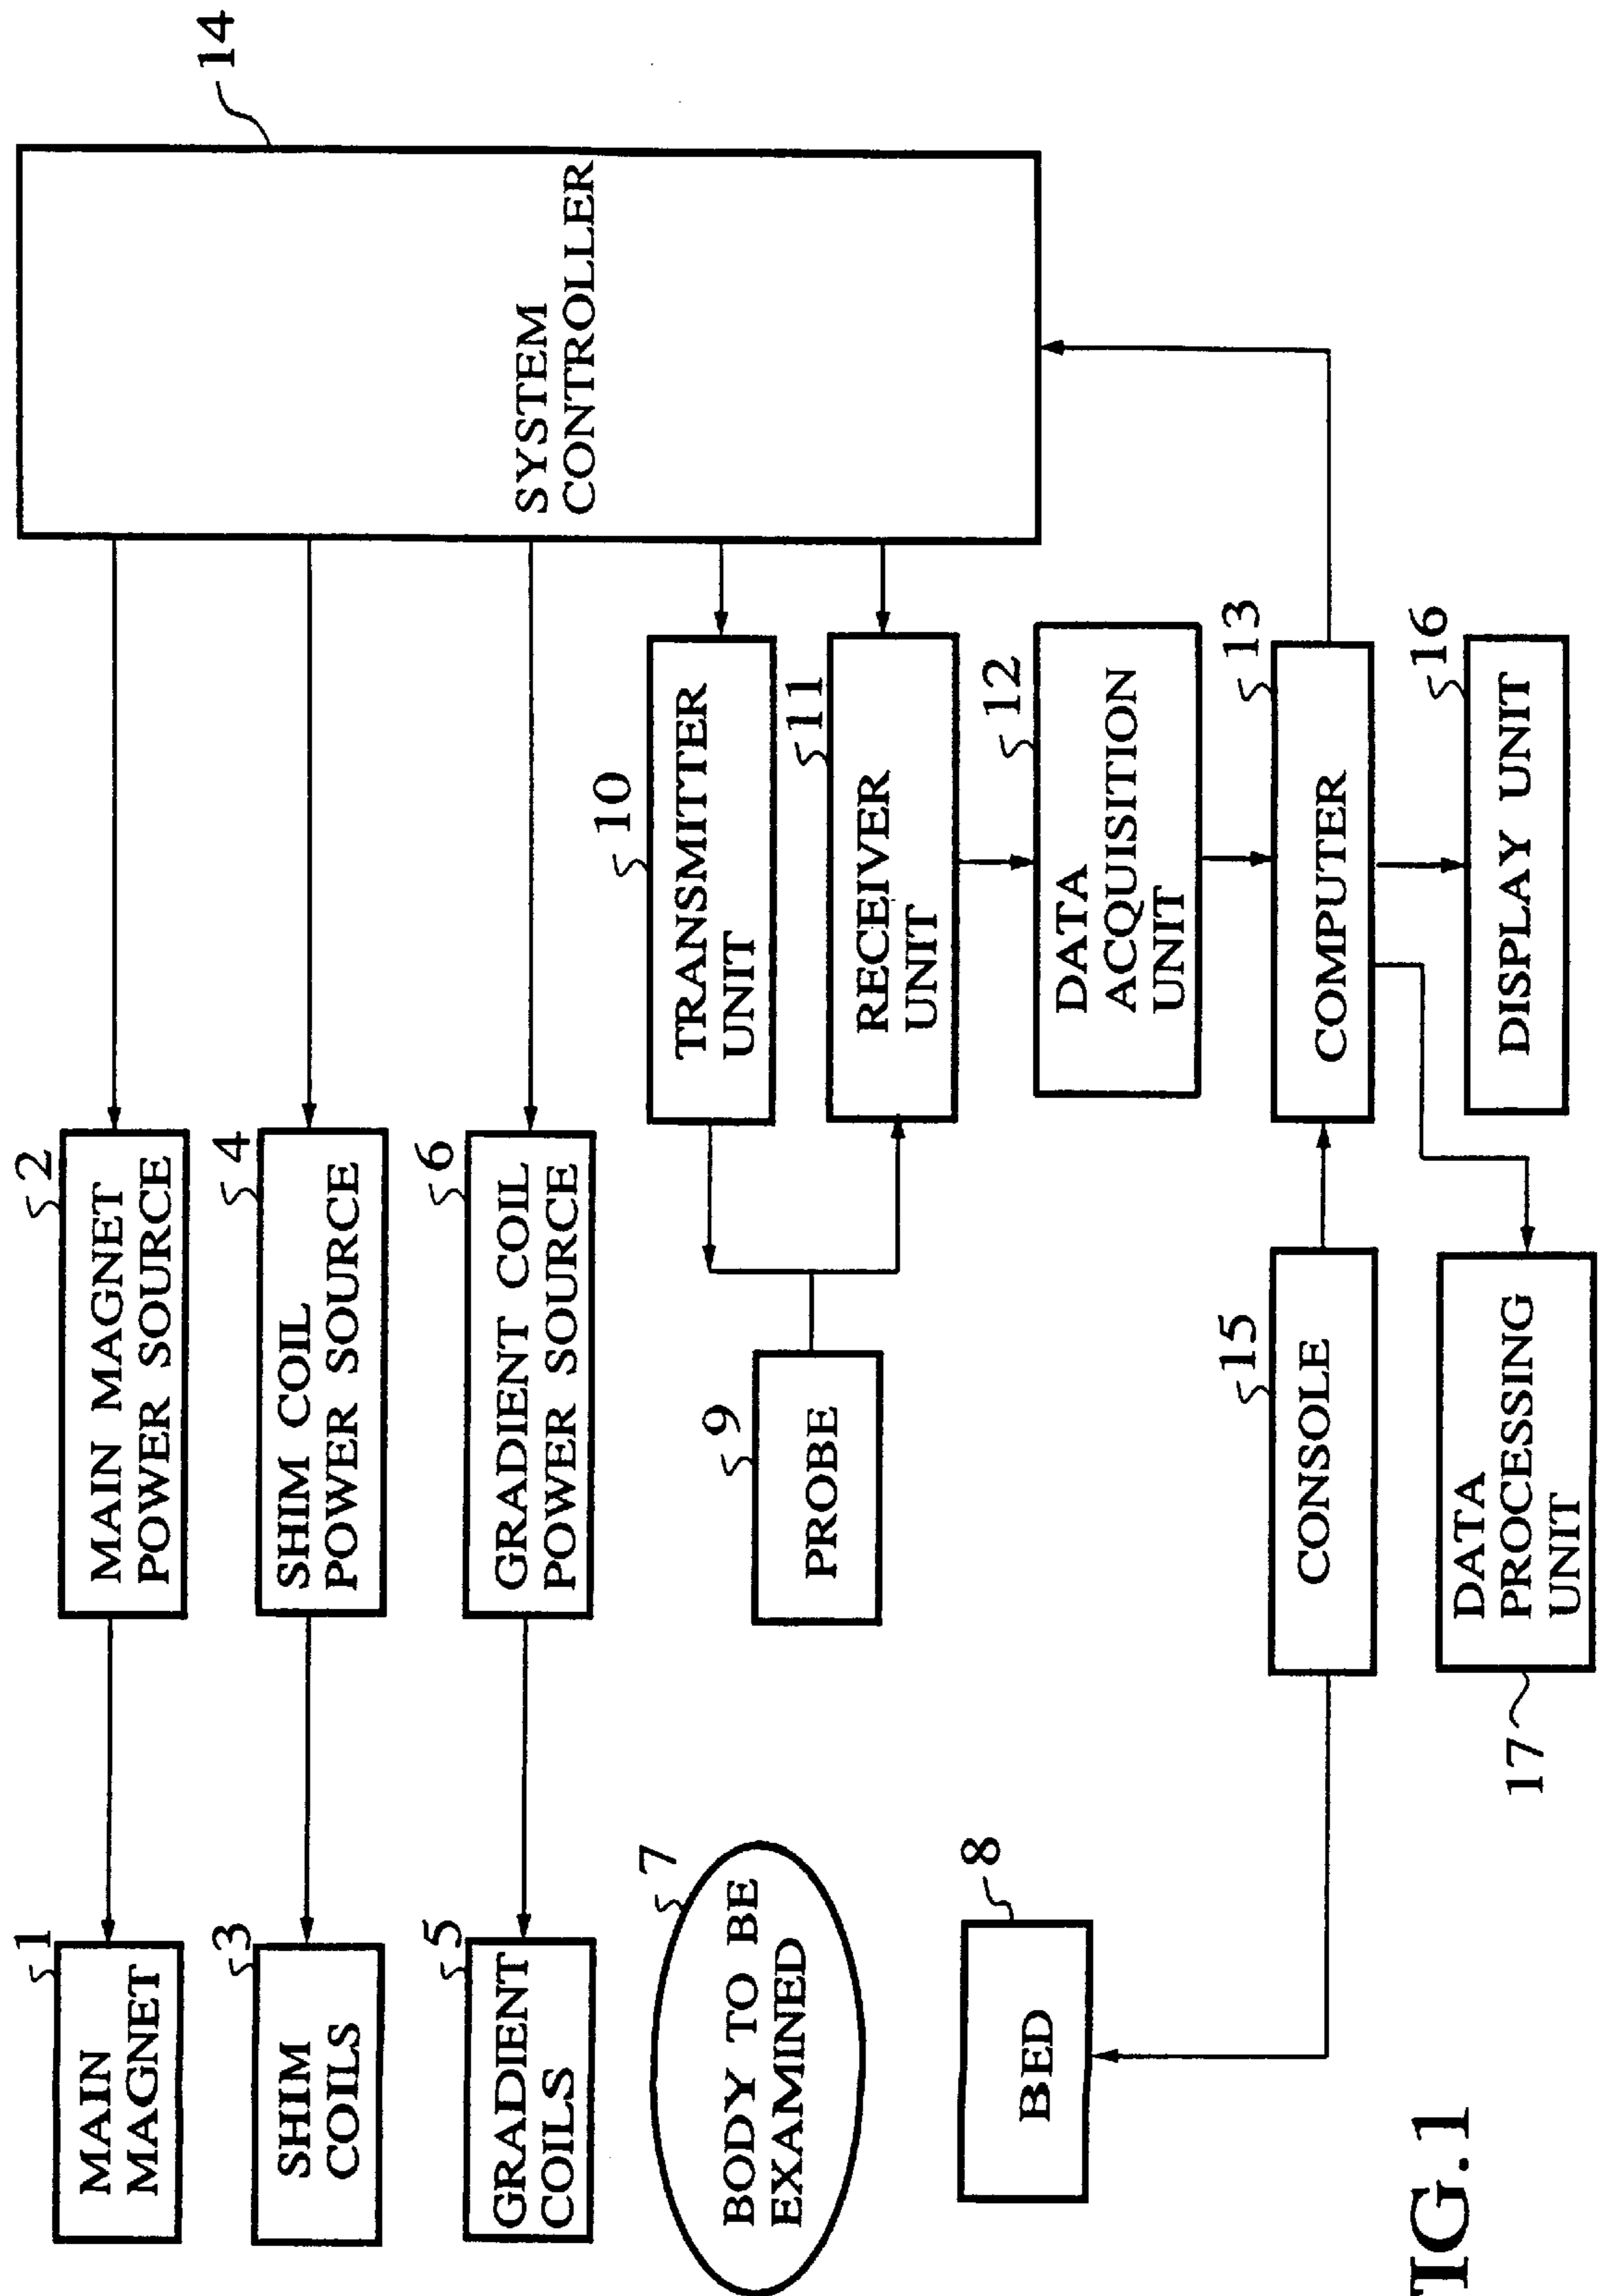 1
MAIN
MAGNET
2
MAIN MAGNET
POWER SOURCE
14
SYSTEM
CONTROLLER
3
SHIM
COILS
4
SHIM COIL
POWER SOURCE
5
GRADIENT
COILS
6
GRADIENT COIL
POWER SOURCE
7
BODY TO BE
EXAMINED
10
TRANSMITTER
UNIT
9
PROBE
11
RECEIVER
UNIT
8
BED
12
DATA
ACQUISITION
UNIT
15
CONSOLE
13
COMPUTER
17
DATA
PROCESSING
UNIT
16
DISPLAY UNIT
IG.1